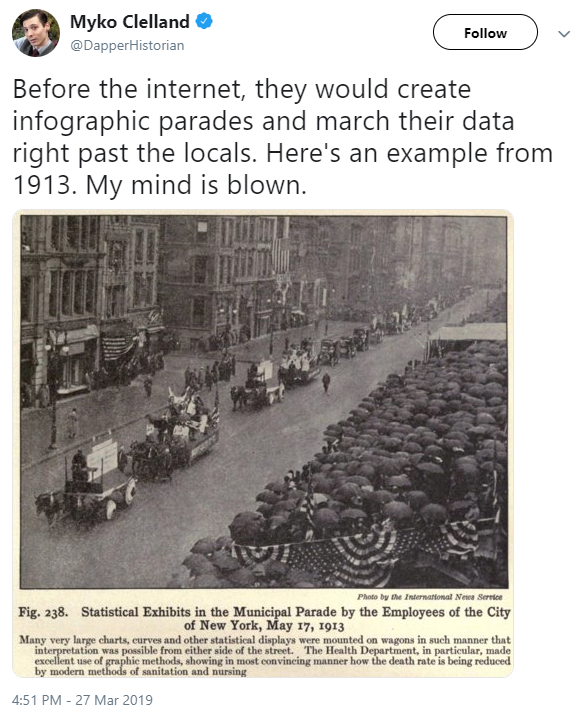 Myko Clelland
@DapperHistorian
Follow
Before the internet, they would create
infographic parades and march their data
right past the locals. Here's an example from
1913. My mind is blown.
Photo by the International News Service
Fig. 238. Statistical Exhibits in the Municipal Parade by the Employees of the City
of New York, May 17, 1913
Many very large charts, curves and other statistical displays were mounted on wagons in such manner that
interpretation was possible from either side of the street. The Health Department, in particular, made
excellent use of graphic methods, showing in most convincing manner how the death rate is being reduced
by modern methods of sanitation and nursing
4:51 PM - 27 Mar 2019